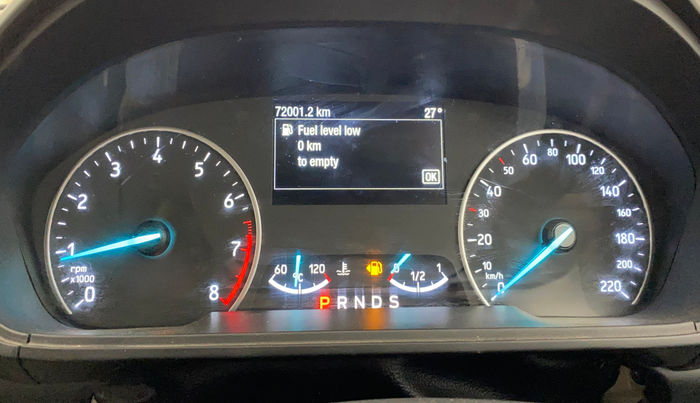 72001.2 km 27°
Fuel level low
0 km
to empty
OK
0 1 2 3 4 5 6 7 8
rpm
x1000
60 °C 120
0 1/2 1
P R N D S
0 10 20 30 40 50 60 80 100 120 140 160 180 200 220
km/h